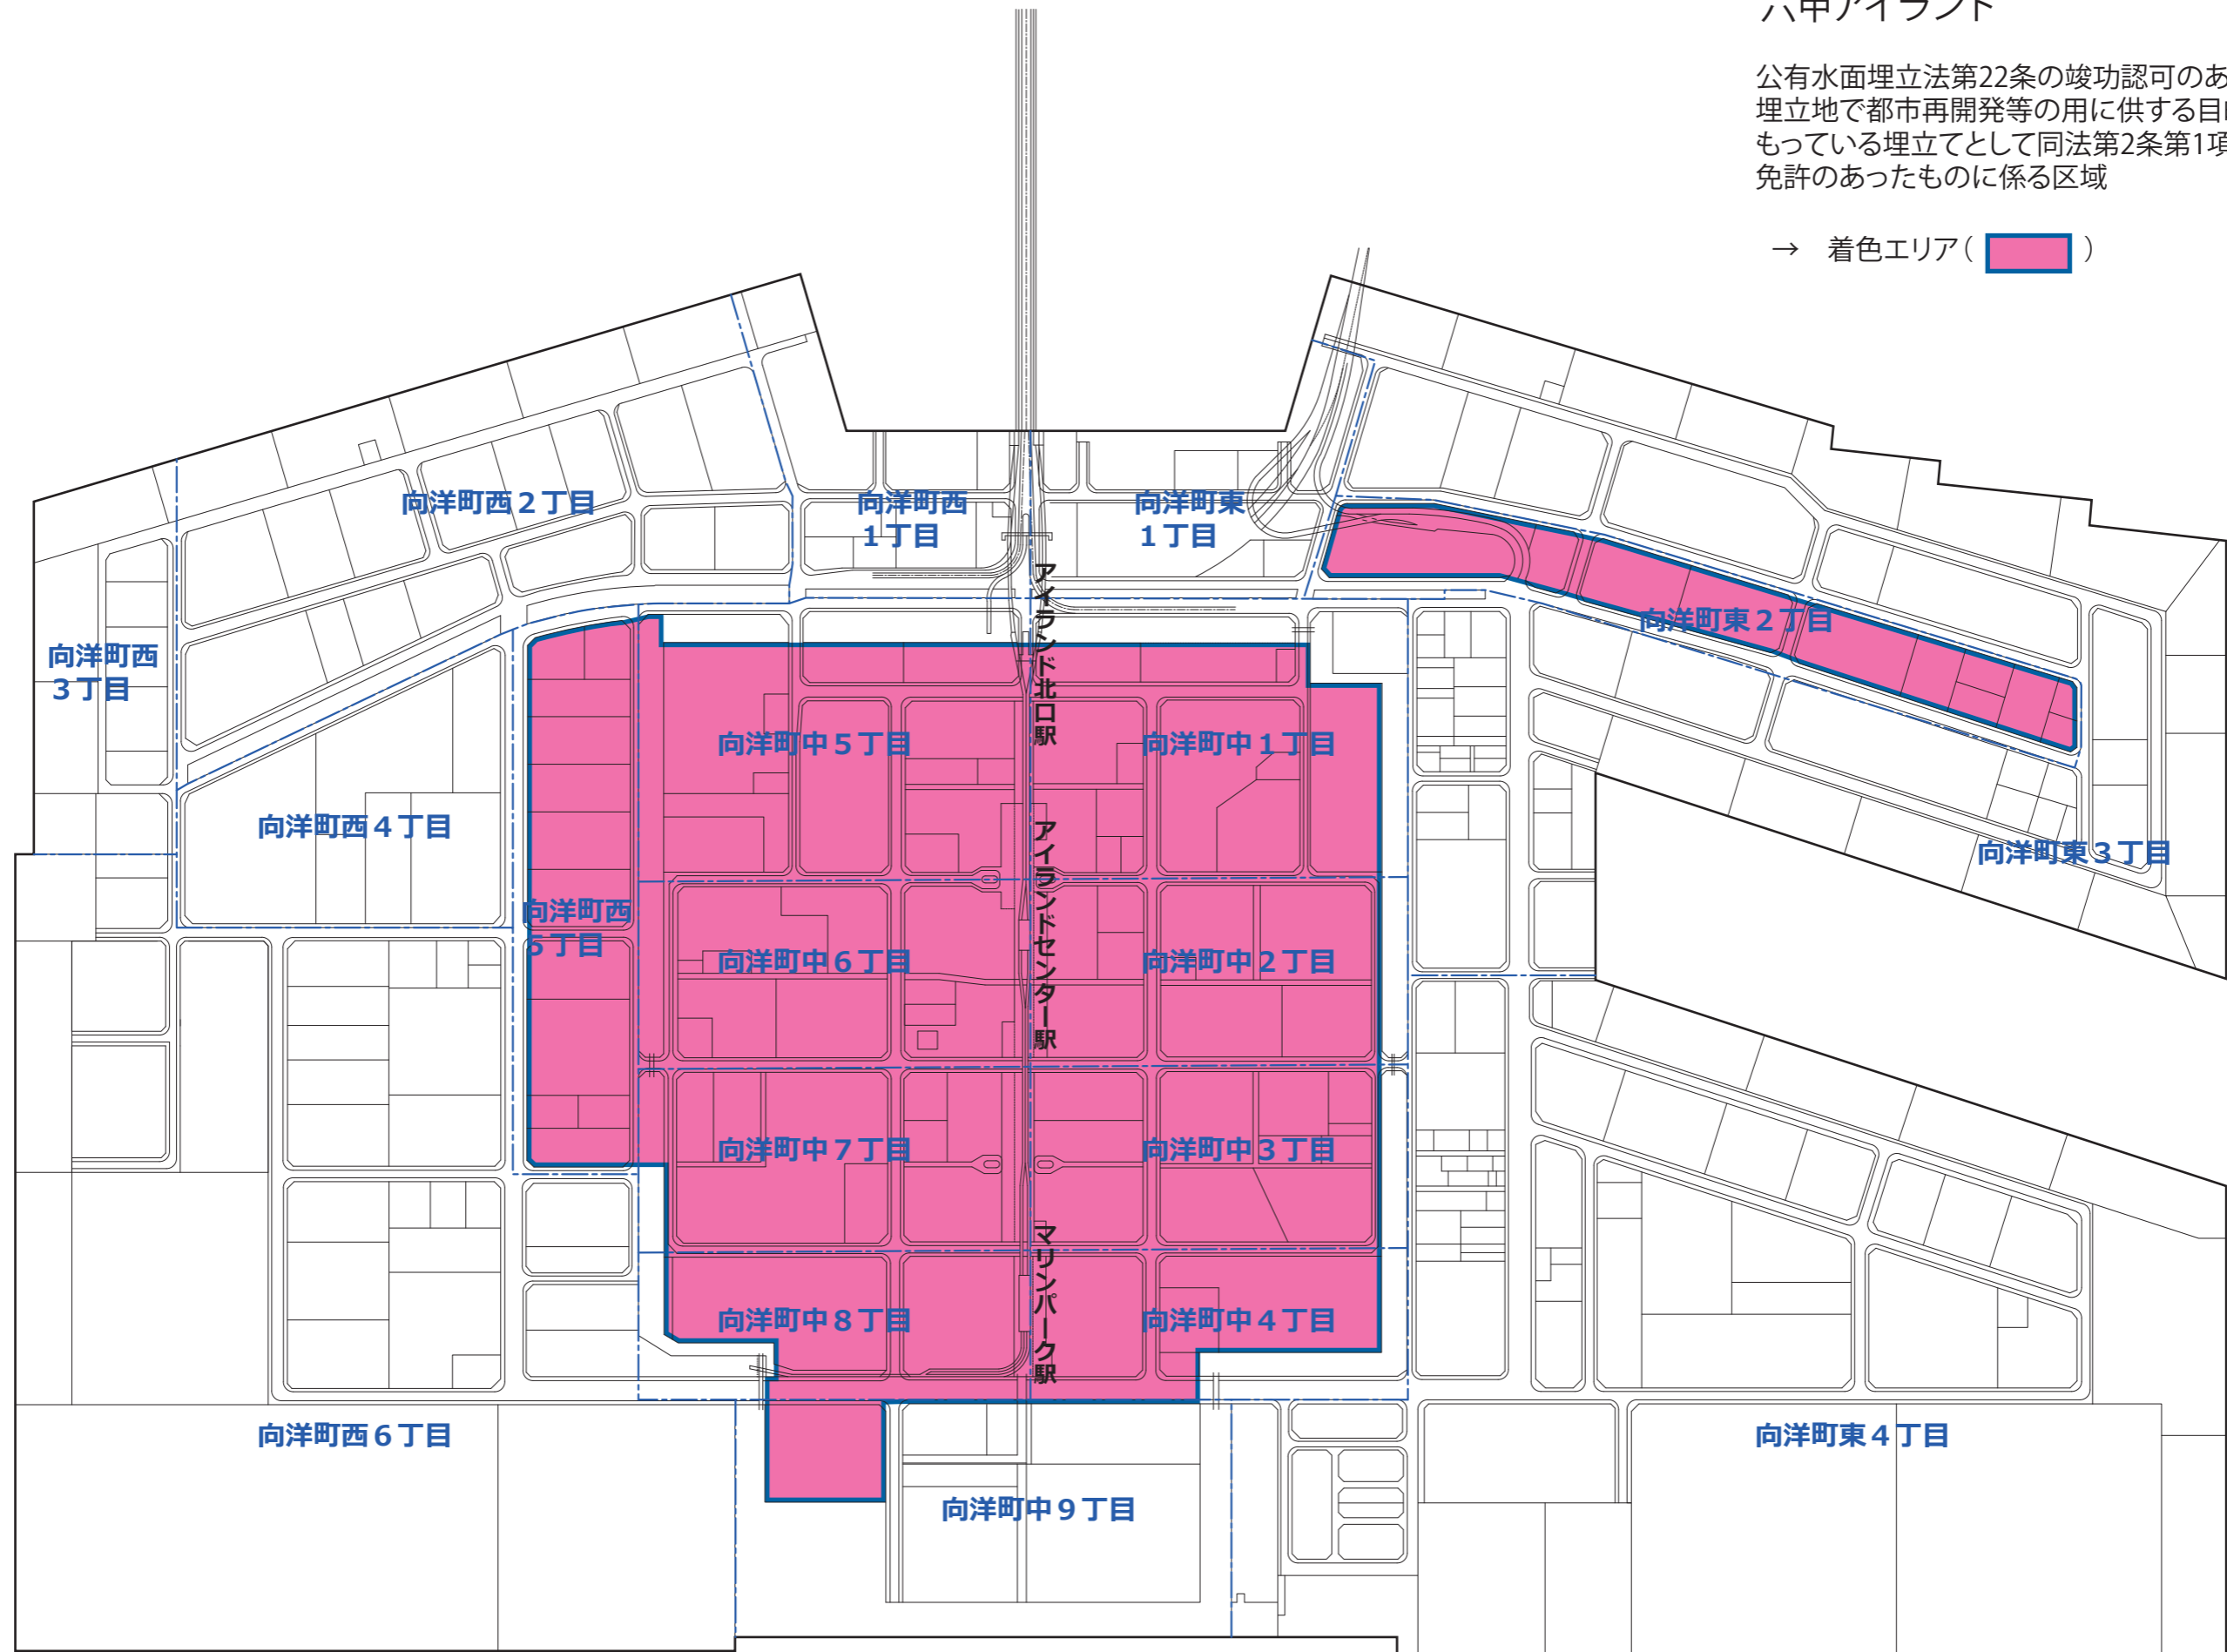 六甲アイランド
公有水面埋立法第22条の竣功認可のあ
埋立地で都市再開発等の用に供する目
もっている埋立てとして同法第2条第1項
免許のあったものに係る区域
→ 着色エリア( )
向洋町西2丁目
向洋町西
1丁目
向洋町東
1丁目
向洋町東2丁目
向洋町西
3丁目
アイランド北口駅
向洋町中5丁目
向洋町中1丁目
向洋町西4丁目
向洋町東3丁目
アイランドセンター駅
向洋町西
5丁目
向洋町中6丁目
向洋町中2丁目
向洋町中7丁目
向洋町中3丁目
マリンパーク駅
向洋町中8丁目
向洋町中4丁目
向洋町西6丁目
向洋町東4丁目
向洋町中9丁目